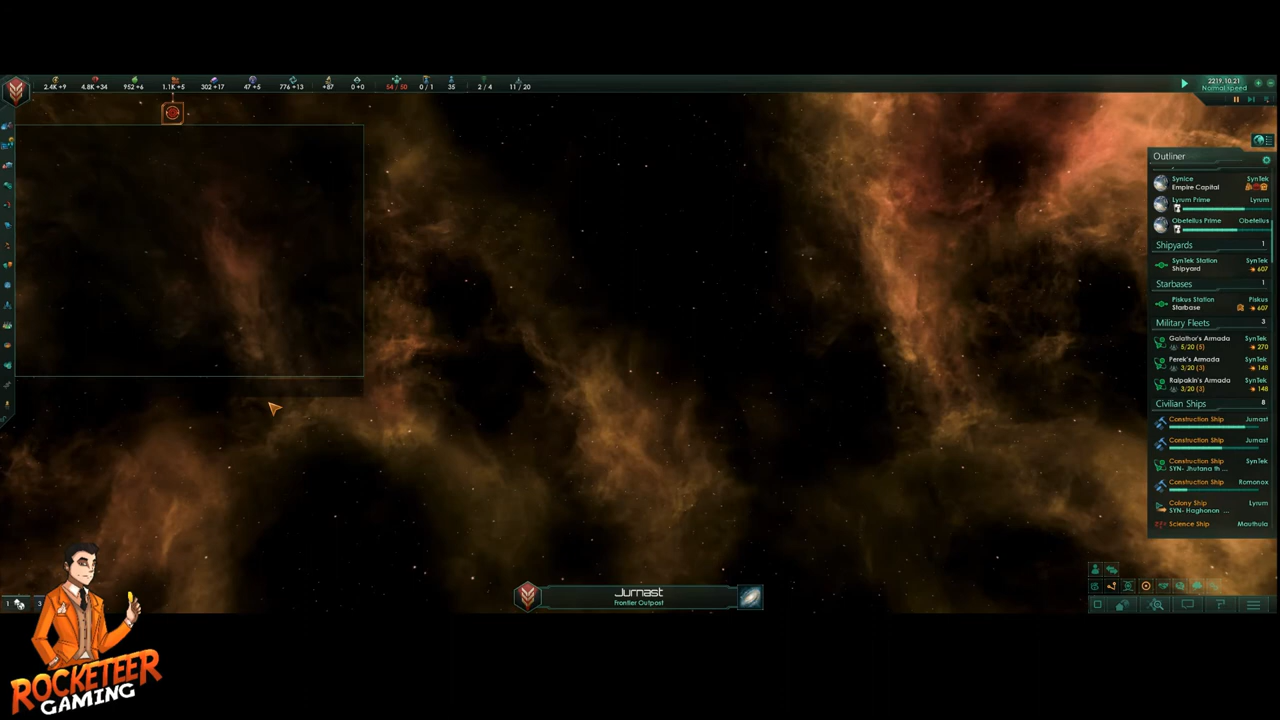 2.4K +9 4.8K +34 952 +6 1.1K +5 302 +17 47 +5 776 +13 +87 0 +0 54 / 50 0 / 1 35 2 / 4 11 / 20
2219.10.21
Normal speed
Outliner
Synice SynTek
Empire Capital
Lyrum Prime Lyrum
Obetellus Prime Obetellus
Shipyards 1
SynTek Station SynTek
Shipyard 607
Starbases 1
Piskus Station Piskus
Starbase 607
Military Fleets 3
Galathor's Armada SynTek
5/20 (5) 270
Perek's Armada SynTek
3/20 (3) 148
Ralpakin's Armada SynTek
3/20 (3) 148
Civilian Ships 8
Construction Ship Jurnast
Construction Ship Jurnast
Construction Ship SynTek
SYN- Jhutana th ...
Construction Ship Romonox
Colony Ship Lyrum
SYN- Haghonon ...
Science Ship Mauthula
Jurnast
Frontier Outpost
1 3
ROCKETEER
GAMING